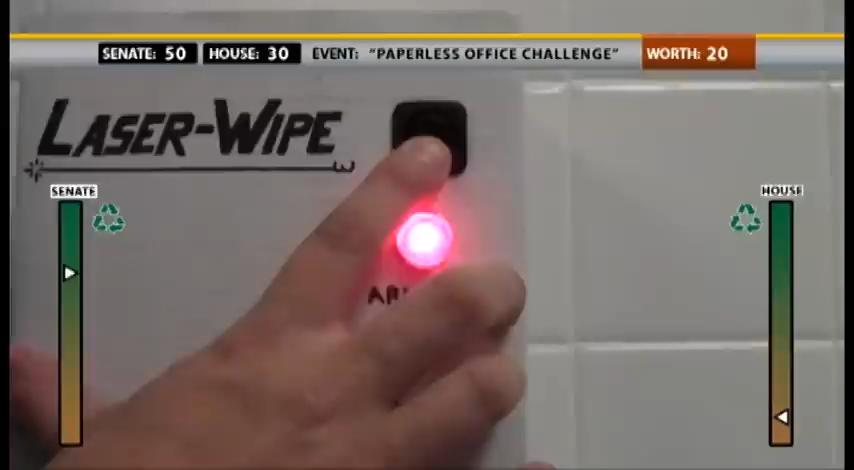 SENATE: 50 HOUSE: 30 EVENT: "PAPERLESS OFFICE CHALLENGE" WORTH: 20
LASER-WIPE
SENATE
HOUSE